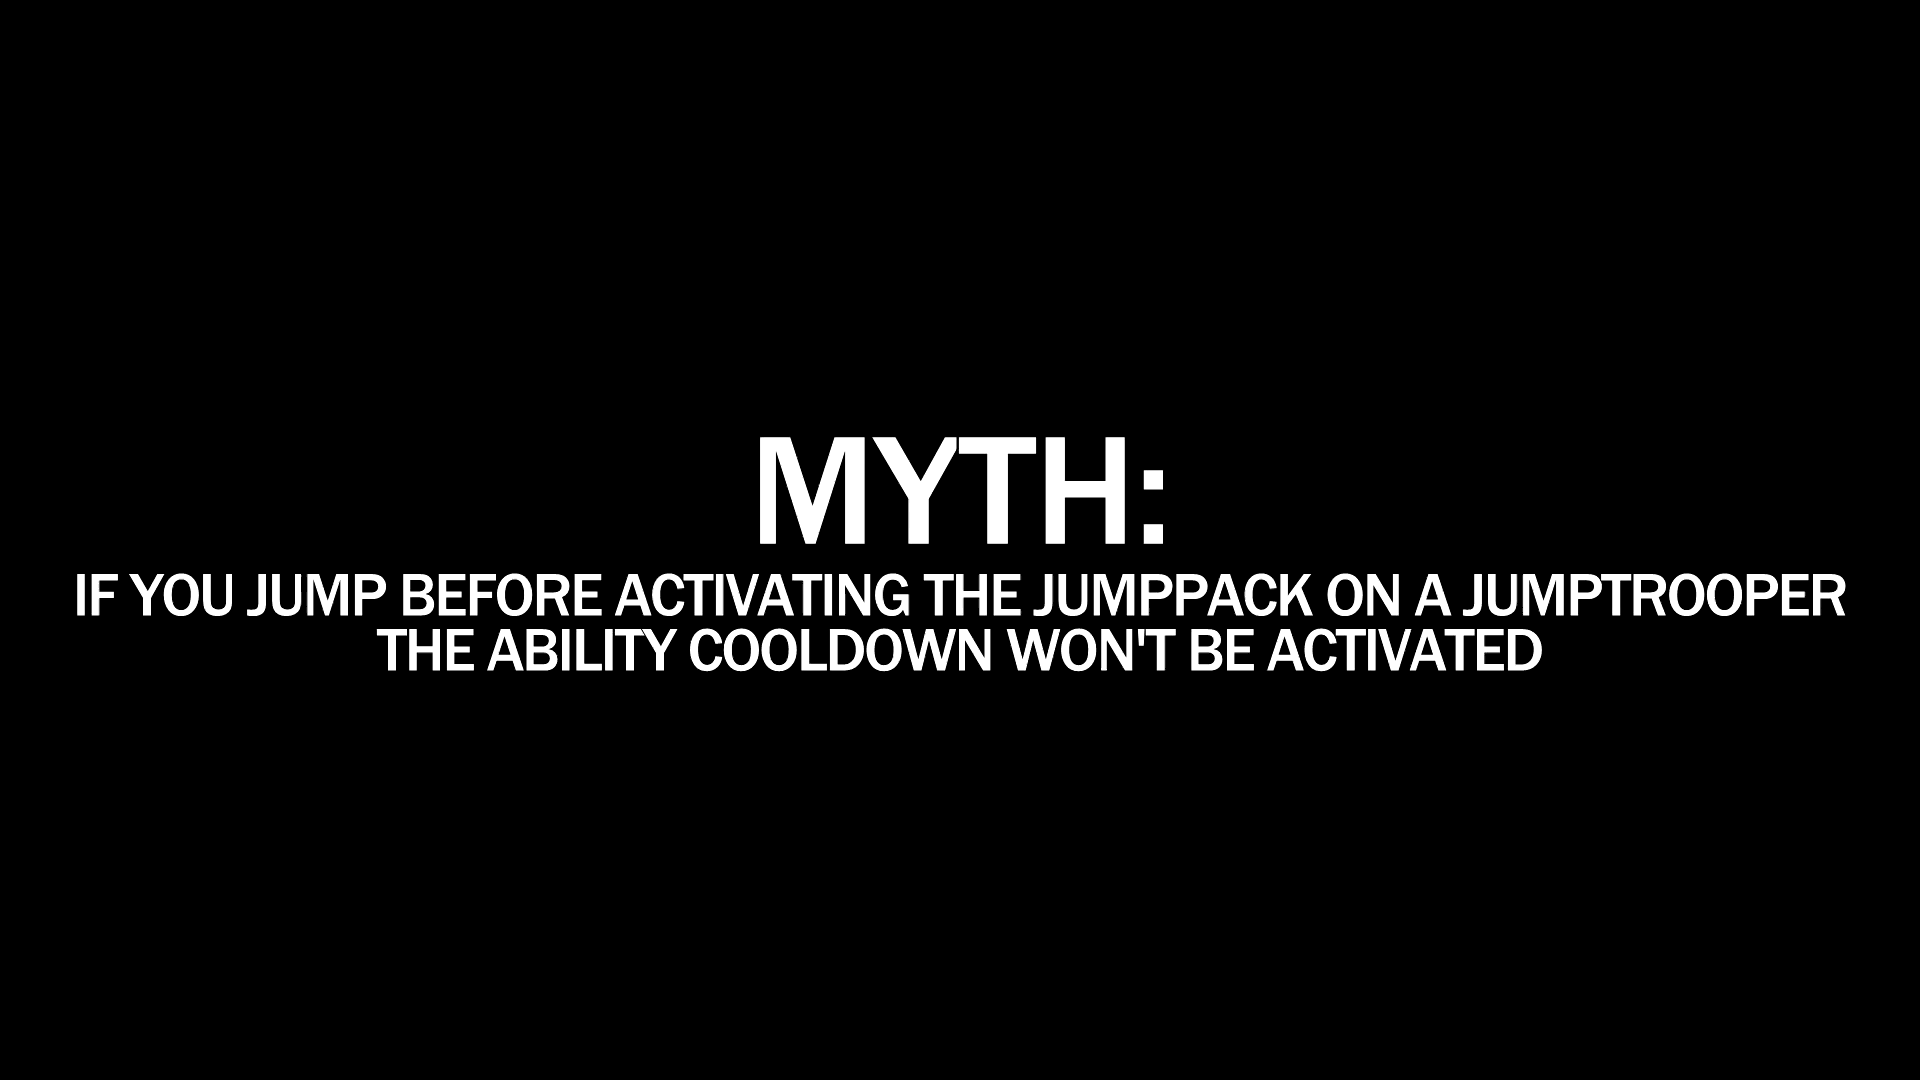 MYTH:
IF YOU JUMP BEFORE ACTIVATING THE JUMPPACK ON A JUMPTROOPER
THE ABILITY COOLDOWN WON'T BE ACTIVATED